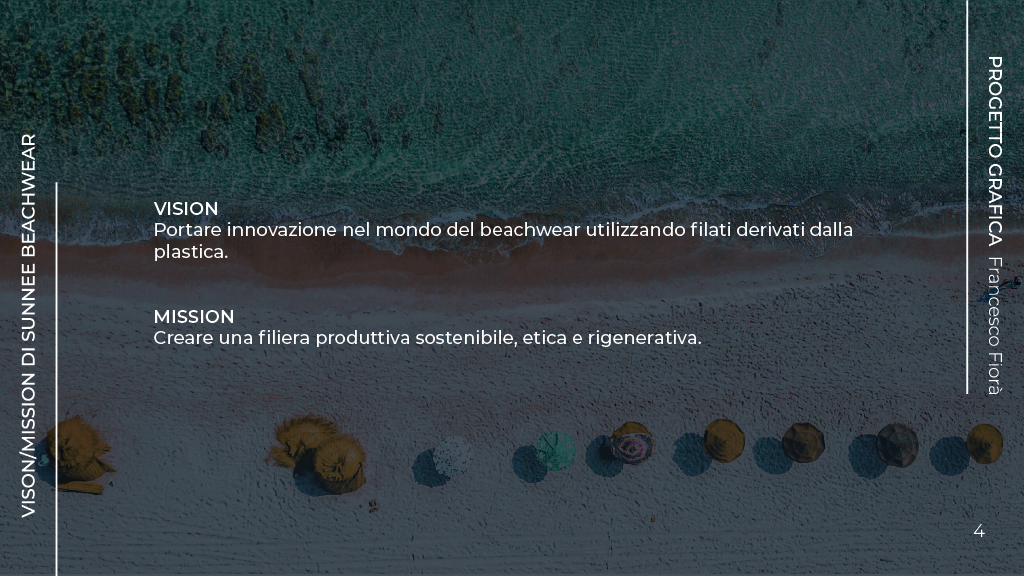 VISON/MISSION DI SUNNEE BEACHWEAR
VISION
Portare innovazione nel mondo del beachwear utilizzando filati derivati dalla
plastica.
MISSION
Creare una filiera produttiva sostenibile, etica e rigenerativa.
PROGETTO GRAFICA Francesco Fiorà
4